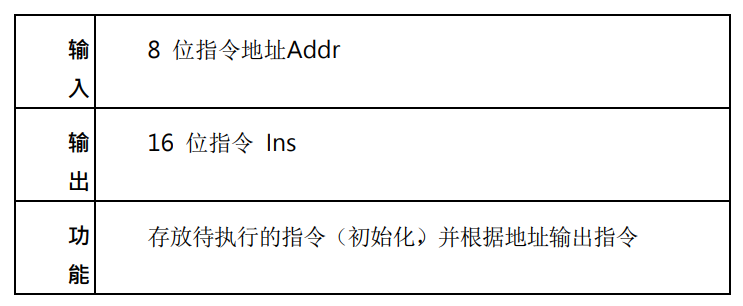 输
入
8 位指令地址Addr
输
出
16 位指令 Ins
功
能
存放待执行的指令（初始化，）并根据地址输出指令